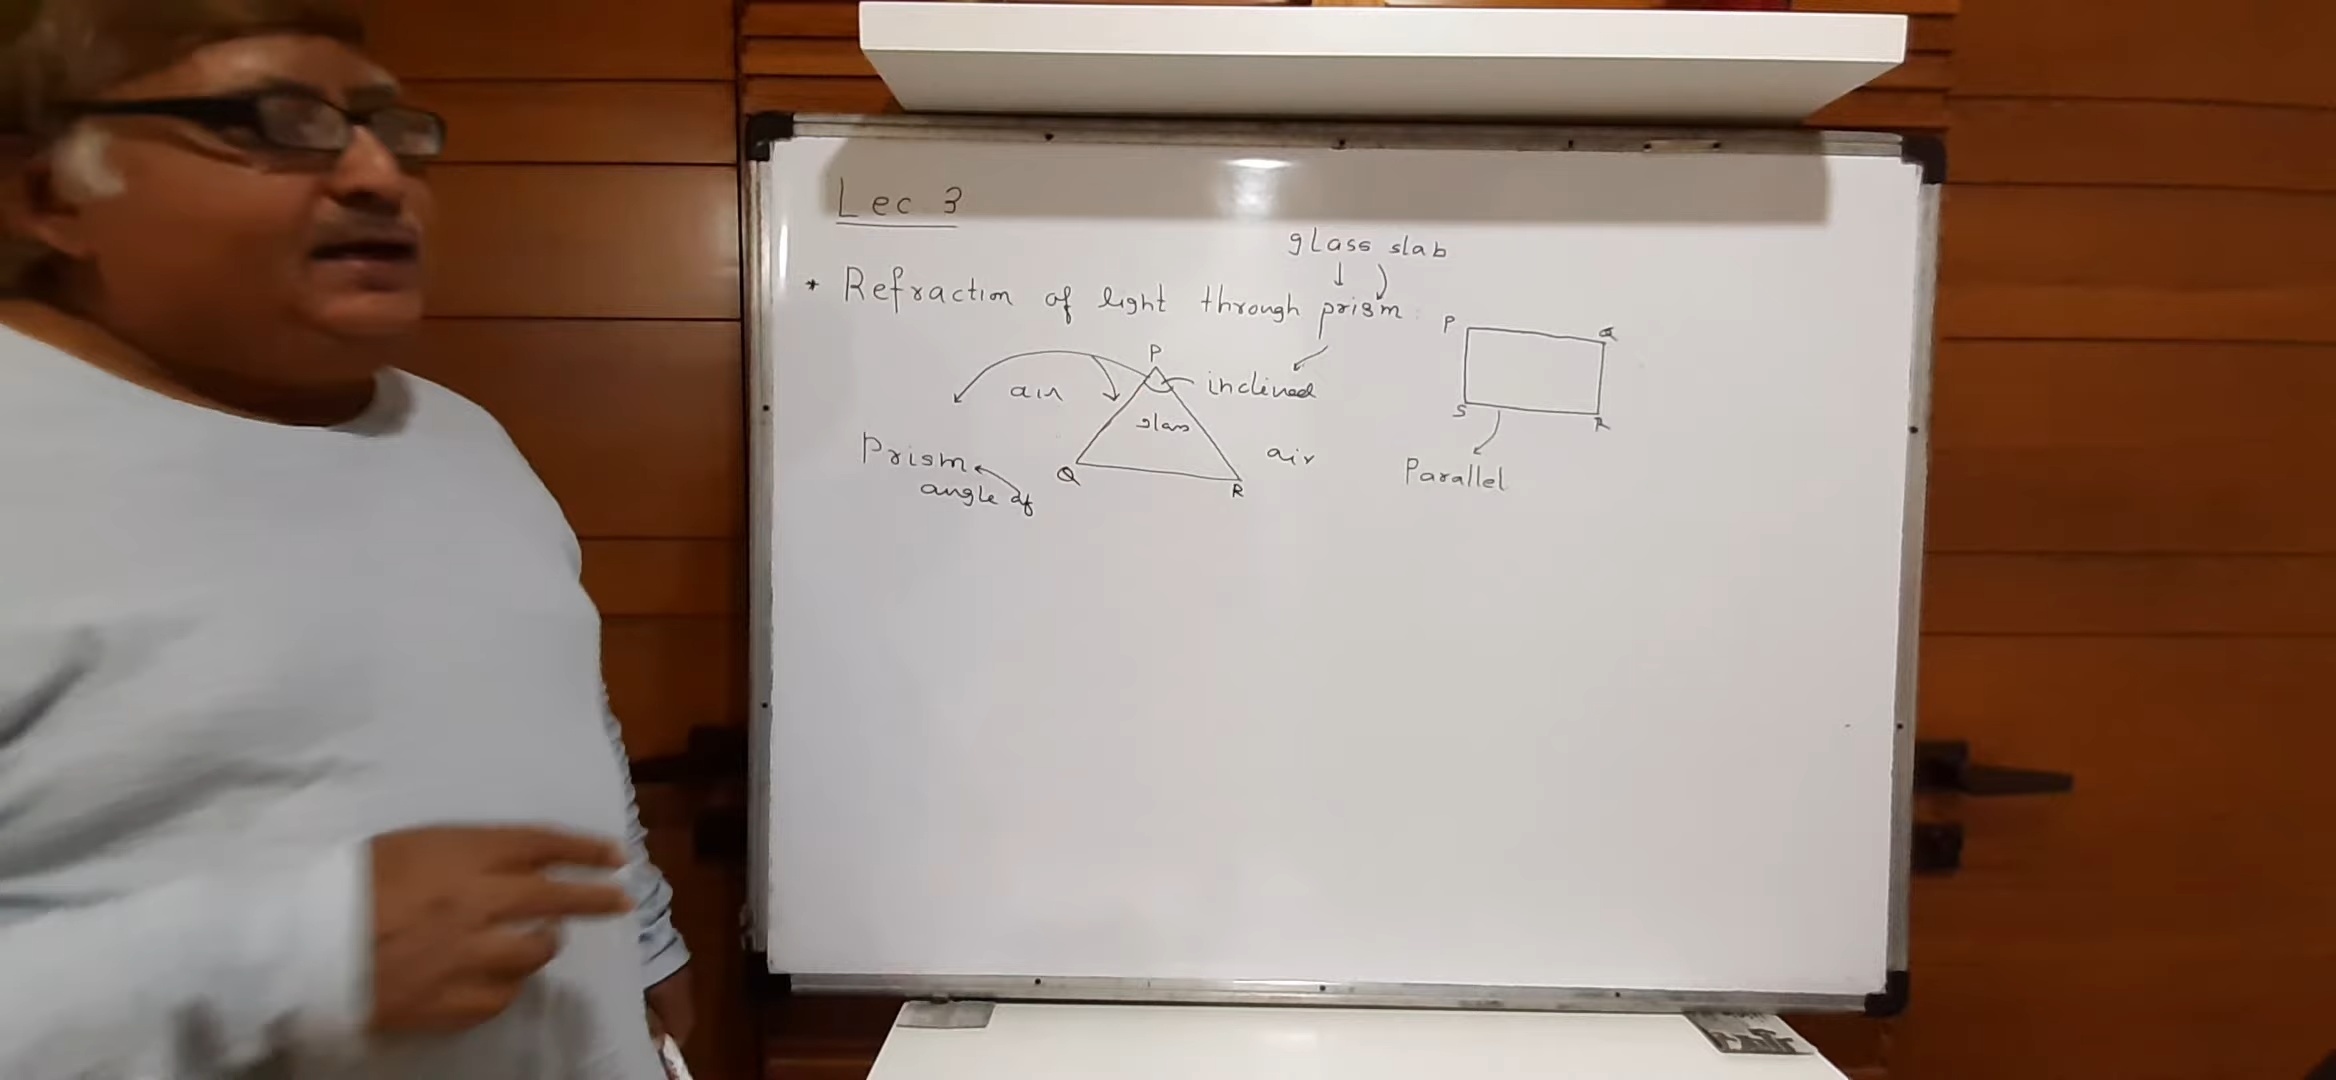 Lec 3
glass slab
* Refraction of light through prism
P
Q
S
R
Parallel
P
inclined
air
glass
air
Q
R
Prism
angle of